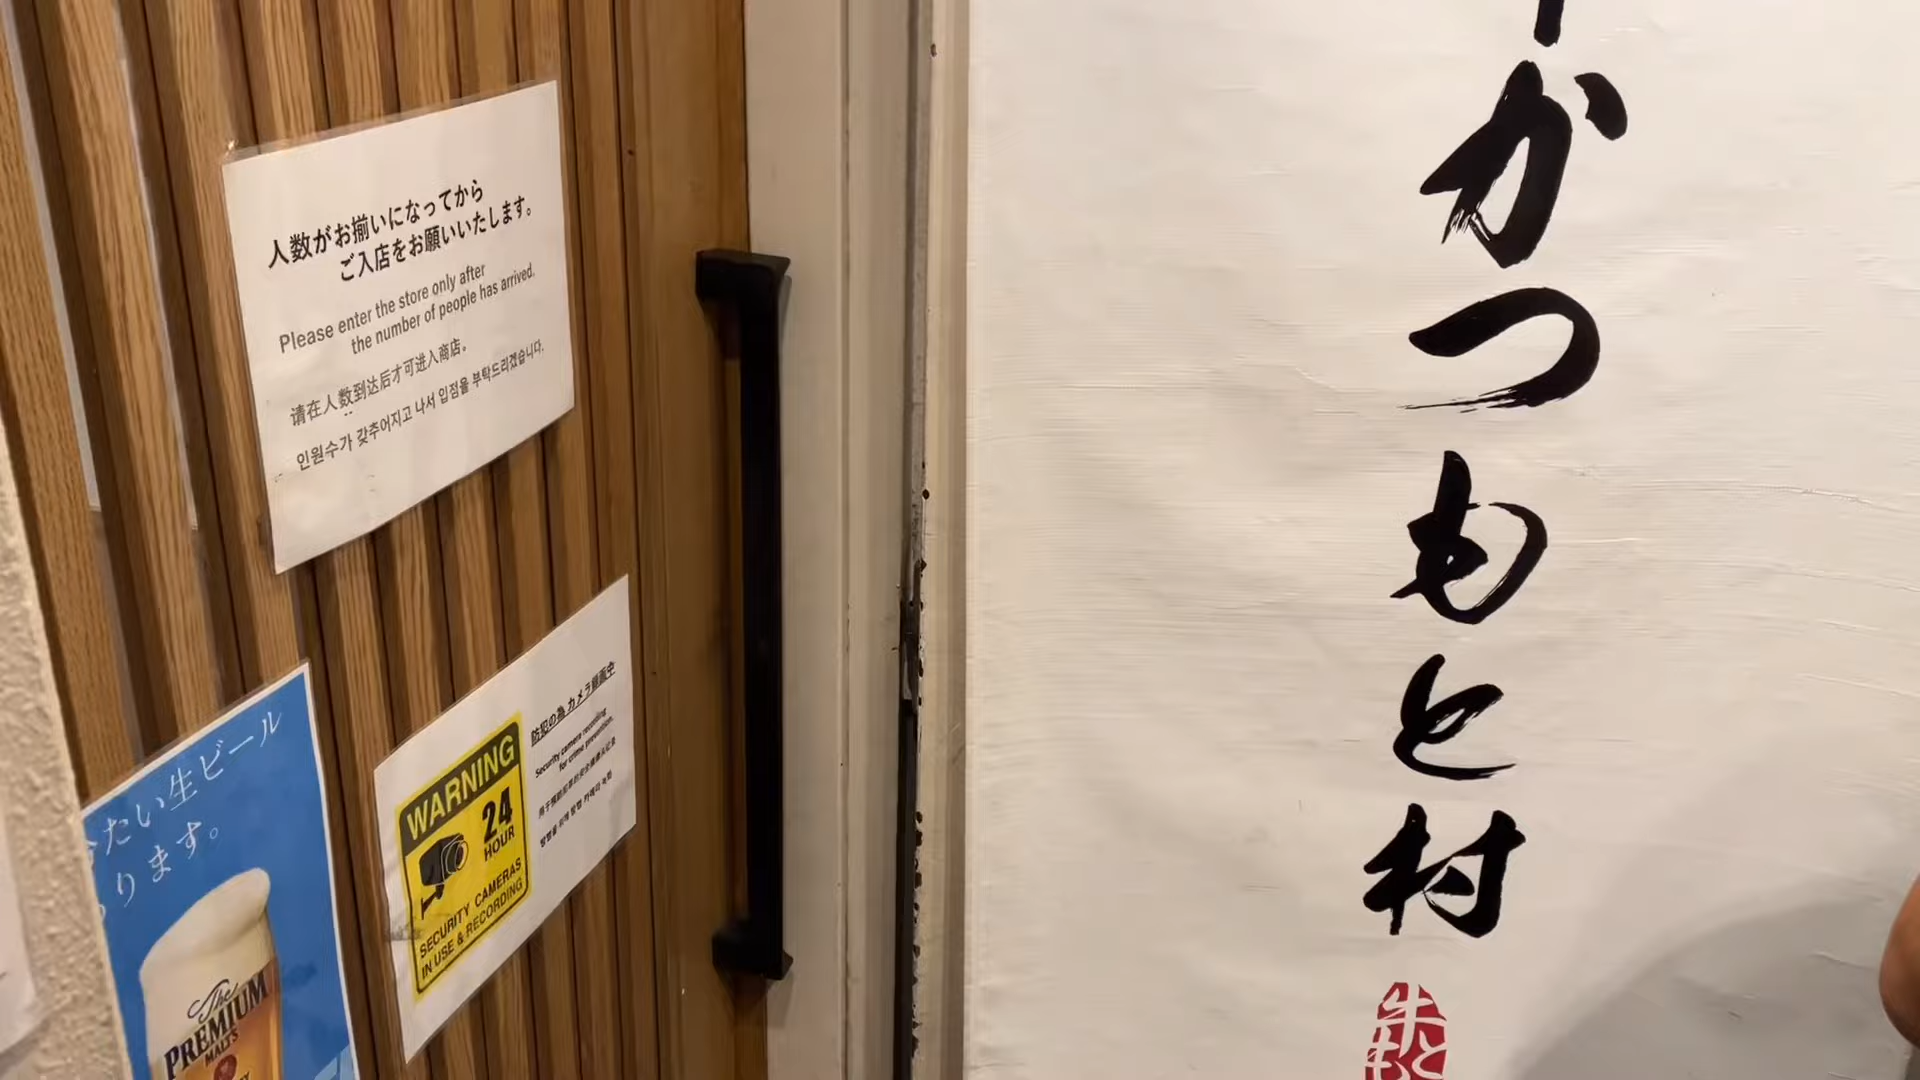 人数がお揃いになってから
ご入店をお願いいたします。
Please enter the store only after
the number of people has arrived.
请在人数到达后才可进入商店。
인원수가 갖추어지고 나서 입점을 부탁드리겠습니다.
防犯の為 カメラ録画中
Security camera recording
for crime prevention.
WARNING
24
HOUR
SECURITY CAMERAS
IN USE & RECORDING
たい生ビール
ります。
The
PREMIUM
MALT'S
かつもと村
牛
もと